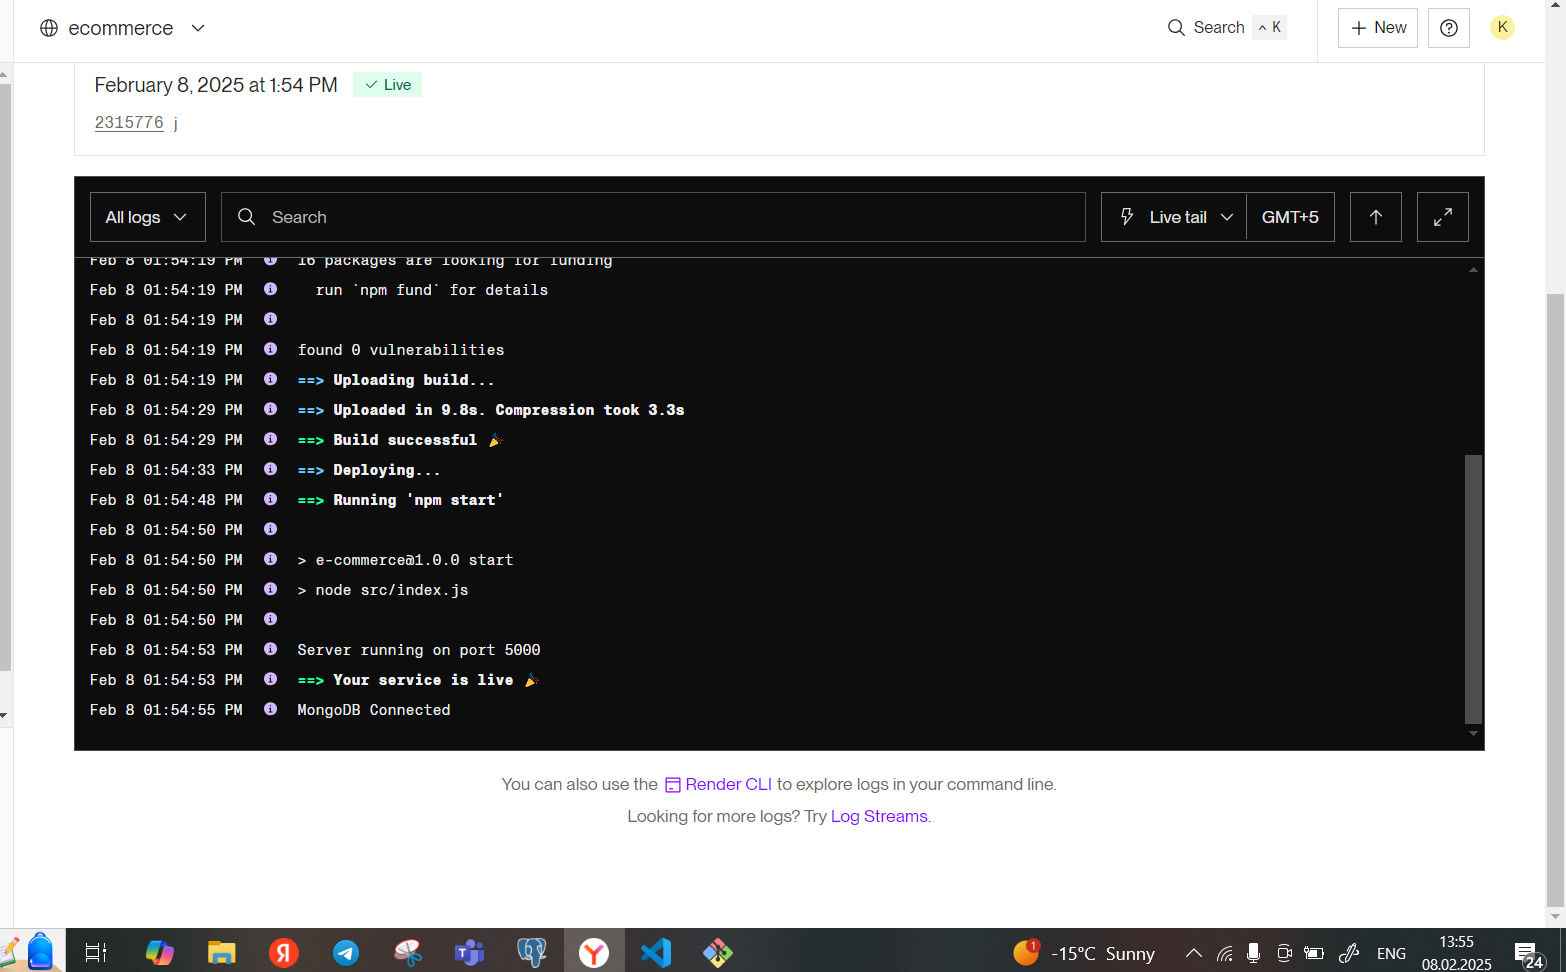 ecommerce
Search ^ K
+ New
K
February 8, 2025 at 1:54 PM ✓ Live
2315776 j
All logs
Search
Live tail
GMT+5
Feb 8 01:54:19 PM 16 packages are looking for funding
Feb 8 01:54:19 PM run `npm fund` for details
Feb 8 01:54:19 PM
Feb 8 01:54:19 PM found 0 vulnerabilities
Feb 8 01:54:19 PM ==> Uploading build...
Feb 8 01:54:29 PM ==> Uploaded in 9.8s. Compression took 3.3s
Feb 8 01:54:29 PM ==> Build successful 🎉
Feb 8 01:54:33 PM ==> Deploying...
Feb 8 01:54:48 PM ==> Running 'npm start'
Feb 8 01:54:50 PM
Feb 8 01:54:50 PM > e-commerce@1.0.0 start
Feb 8 01:54:50 PM > node src/index.js
Feb 8 01:54:50 PM
Feb 8 01:54:53 PM Server running on port 5000
Feb 8 01:54:53 PM ==> Your service is live 🎉
Feb 8 01:54:55 PM MongoDB Connected
You can also use the Render CLI to explore logs in your command line.
Looking for more logs? Try Log Streams.
1
-15°C Sunny
ENG
13:55
08.02.2025
24